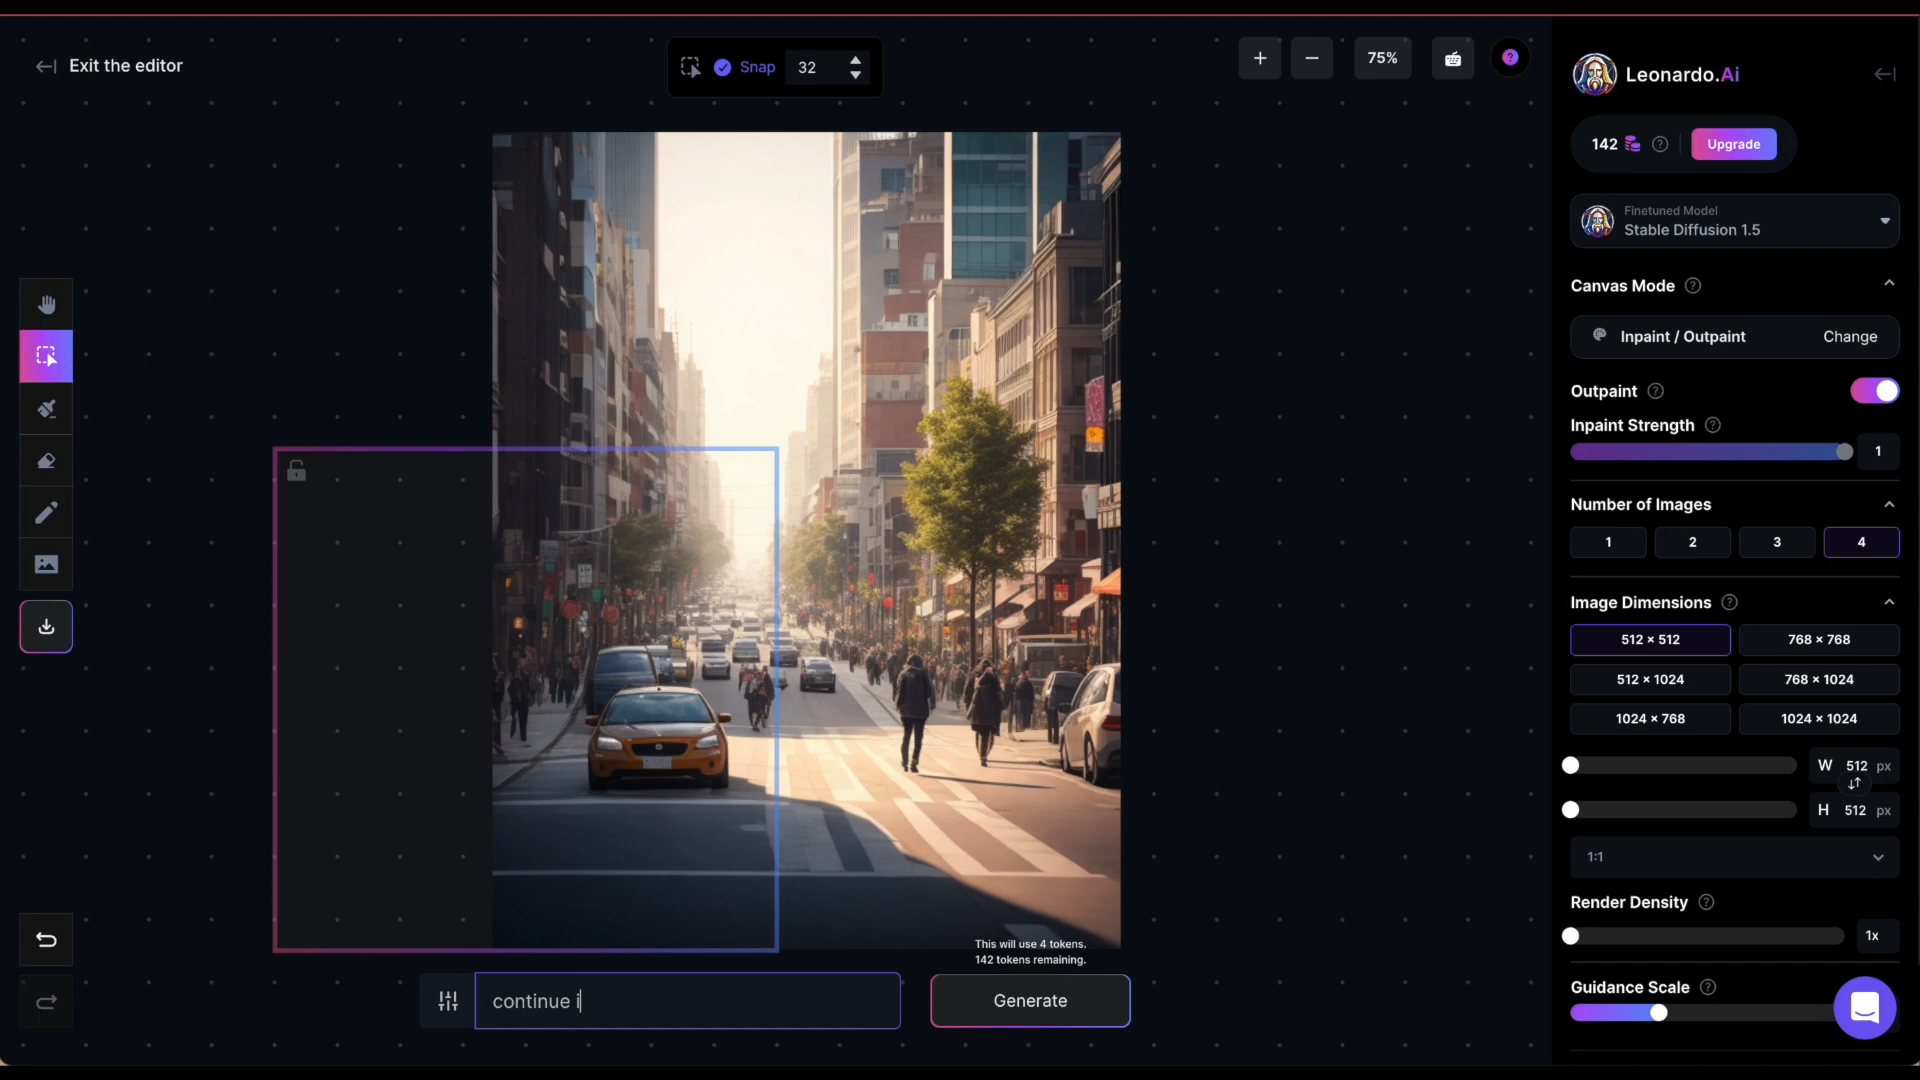 Exit the editor
Snap
32
75%
?
Leonardo.Ai
142
?
Upgrade
Finetuned Model
Stable Diffusion 1.5
Canvas Mode ?
Inpaint / Outpaint Change
Outpaint ?
Inpaint Strength ?
1
Number of Images
1 2 3 4
Image Dimensions ?
512 × 512 768 × 768
512 × 1024 768 × 1024
1024 × 768 1024 × 1024
W 512 px
H 512 px
1:1
Render Density ?
1x
This will use 4 tokens.
142 tokens remaining.
continue i
Generate
Guidance Scale ?